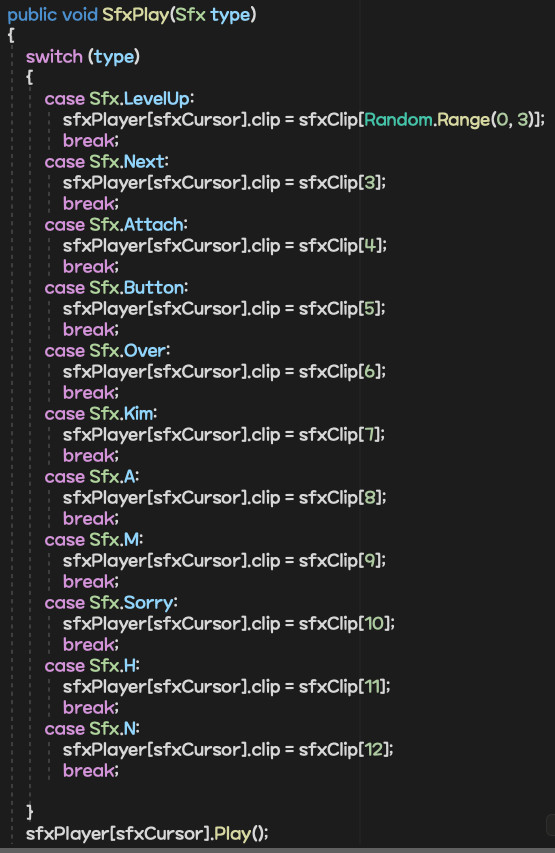 public void SfxPlay(Sfx type)
{
switch (type)
{
case Sfx.LevelUp:
sfxPlayer[sfxCursor].clip = sfxClip[Random.Range(0, 3)];
break;
case Sfx.Next:
sfxPlayer[sfxCursor].clip = sfxClip[3];
break;
case Sfx.Attach:
sfxPlayer[sfxCursor].clip = sfxClip[4];
break;
case Sfx.Button:
sfxPlayer[sfxCursor].clip = sfxClip[5];
break;
case Sfx.Over:
sfxPlayer[sfxCursor].clip = sfxClip[6];
break;
case Sfx.Kim:
sfxPlayer[sfxCursor].clip = sfxClip[7];
break;
case Sfx.A:
sfxPlayer[sfxCursor].clip = sfxClip[8];
break;
case Sfx.M:
sfxPlayer[sfxCursor].clip = sfxClip[9];
break;
case Sfx.Sorry:
sfxPlayer[sfxCursor].clip = sfxClip[10];
break;
case Sfx.H:
sfxPlayer[sfxCursor].clip = sfxClip[11];
break;
case Sfx.N:
sfxPlayer[sfxCursor].clip = sfxClip[12];
break;
}
sfxPlayer[sfxCursor].Play();